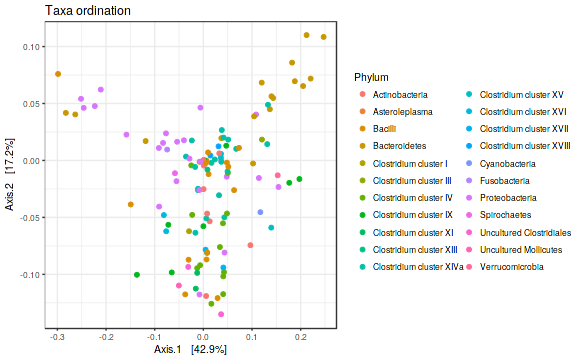 Taxa ordination
0.10
0.05
0.00
-0.05
-0.10
Axis.2 [17.2%]
-0.3
-0.2
-0.1
0.0
0.1
0.2
Axis.1 [42.9%]
Phylum
Actinobacteria
Asteroleplasma
Bacilli
Bacteroidetes
Clostridium cluster I
Clostridium cluster III
Clostridium cluster IV
Clostridium cluster IX
Clostridium cluster XI
Clostridium cluster XIII
Clostridium cluster XIVa
Clostridium cluster XV
Clostridium cluster XVI
Clostridium cluster XVII
Clostridium cluster XVIII
Cyanobacteria
Fusobacteria
Proteobacteria
Spirochaetes
Uncultured Clostridiales
Uncultured Mollicutes
Verrucomicrobia